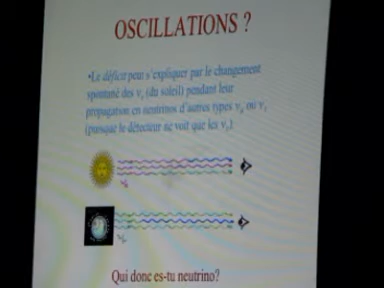 OSCILLATIONS ?
•Le déficit peut s'expliquer par le changement
spontané des νe (du soleil) pendant leur
propagation en neutrinos d'autres types νμ ou ντ
(puisque le détecteur ne voit que les νe)
Qui donc es-tu neutrino?